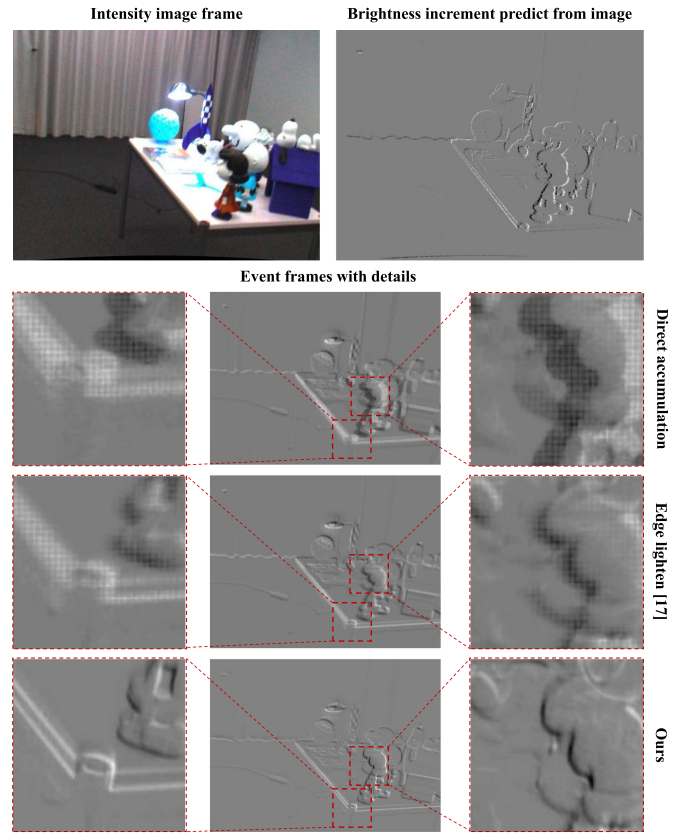 Intensity image frame
Brightness increment predict from image
Event frames with details
Direct accumulation
Edge lighten [17]
Ours